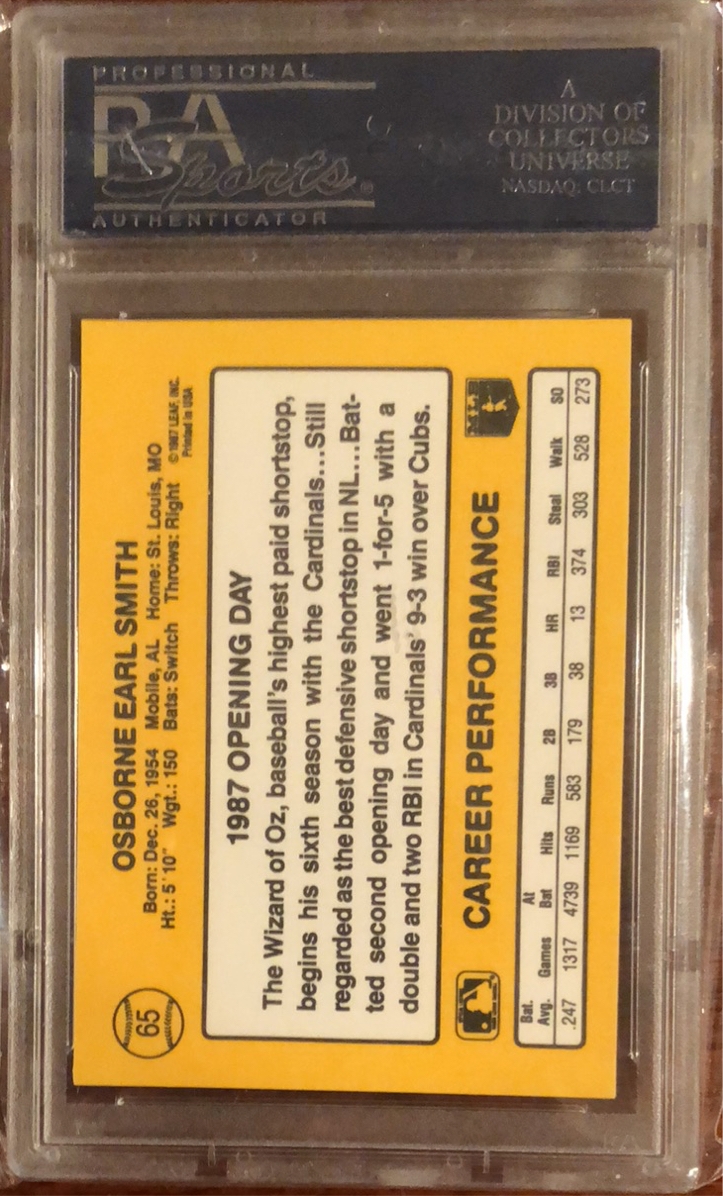 PROFESSIONAL
PSA
Sports
AUTHENTICATOR
A
DIVISION OF
COLLECTORS
UNIVERSE
NASDAQ: CLCT
65
OSBORNE EARL SMITH
Born: Dec. 26, 1954 Mobile, AL Home: St. Louis, MO
Ht.: 5'10" Wgt.: 150 Bats: Switch Throws: Right
©1987 LEAF, INC.
Printed in USA
1987 OPENING DAY
The Wizard of Oz, baseball's highest paid shortstop,
begins his sixth season with the Cardinals...Still
regarded as the best defensive shortstop in NL...Bat-
ted second opening day and went 1-for-5 with a
double and two RBI in Cardinals' 9-3 win over Cubs.
CAREER PERFORMANCE
Bat. At
Avg. Games Bat Hits Runs 2B 3B HR RBI Steal Walk SO
.247 1317 4739 1169 583 179 38 13 374 303 528 273